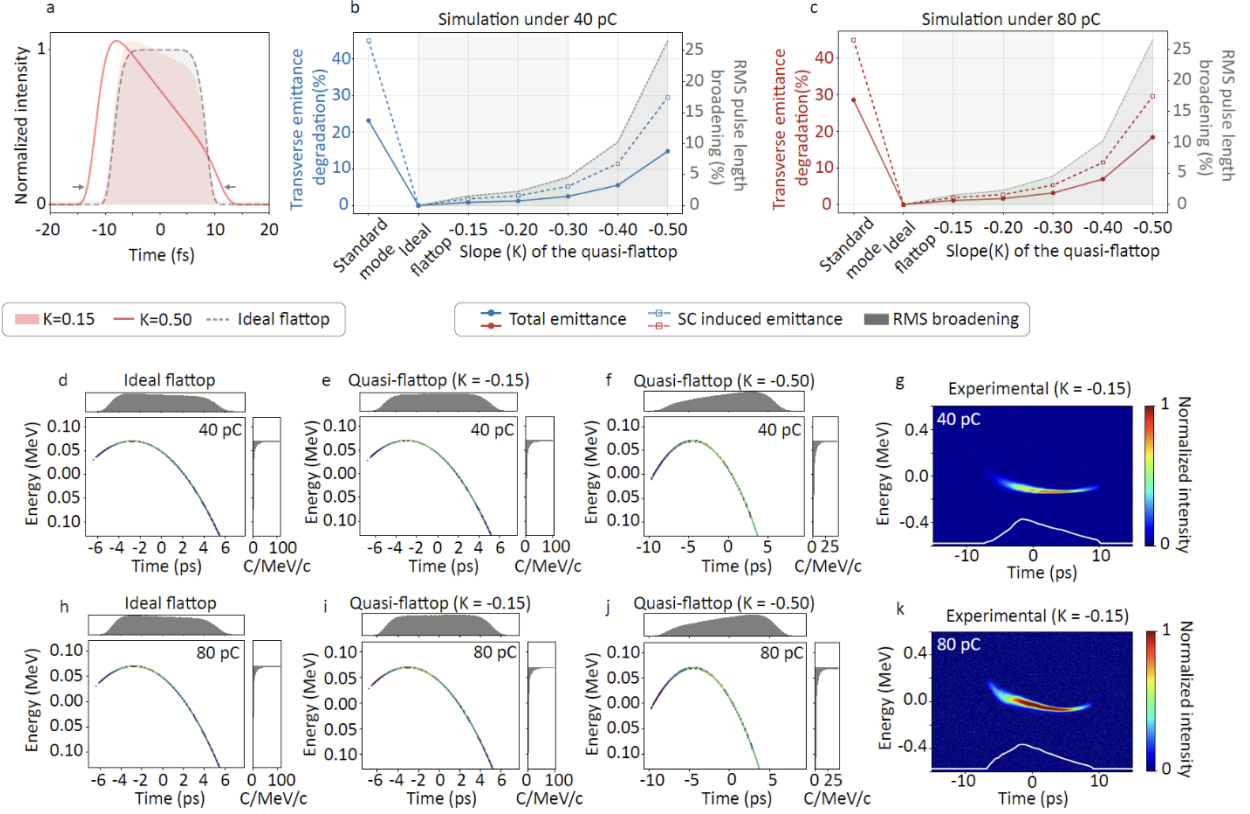 a
Normalized intensity
1
0
-20 -10 0 10 20
Time (fs)
b
Simulation under 40 pC
Transverse emittance
degradation(%)
40
30
20
10
0
25
20
15
10
5
0
RMS pulse length
broadening (%)
Standard
mode
Ideal
flattop
-0.15 -0.20 -0.30 -0.40 -0.50
Slope (K) of the quasi-flattop
c
Simulation under 80 pC
Transverse emittance
degradation(%)
40
30
20
10
0
25
20
15
10
5
0
RMS pulse length
broadening (%)
Standard
mode
Ideal
flattop
-0.15 -0.20 -0.30 -0.40 -0.50
Slope(K) of the quasi-flattop
K=0.15 K=0.50 Ideal flattop
Total emittance SC induced emittance RMS broadening
d
Ideal flattop
40 pC
Energy (MeV)
0.10
0.05
0.00
0.05
0.10
-6 -4 -2 0 2 4 6
Time (ps)
0 100
C/MeV/c
e
Quasi-flattop (K = -0.15)
40 pC
Energy (MeV)
0.10
0.05
0.00
0.05
0.10
-6 -4 -2 0 2 4 6
Time (ps)
0 100
C/MeV/c
f
Quasi-flattop (K = -0.50)
40 pC
Energy (MeV)
0.10
0.05
0.00
0.05
0.10
-10 -5 0 5
Time (ps)
0 25
C/MeV/c
g
Experimental (K = -0.15)
40 pC
Energy (MeV)
0.4
0.0
-0.4
-10 0 10
Time (ps)
1
0
Normalized intensity
h
Ideal flattop
80 pC
Energy (MeV)
0.10
0.05
0.00
0.05
0.10
-6 -4 -2 0 2 4 6
Time (ps)
0 100
C/MeV/c
i
Quasi-flattop (K = -0.15)
80 pC
Energy (MeV)
0.10
0.05
0.00
0.05
0.10
-6 -4 -2 0 2 4 6
Time (ps)
0 100
C/MeV/c
j
Quasi-flattop (K = -0.50)
80 pC
Energy (MeV)
0.10
0.05
0.00
0.05
0.10
-10 -5 0 5
Time (ps)
0 25
C/MeV/c
k
Experimental (K = -0.15)
80 pC
Energy (MeV)
0.4
0.0
-0.4
-10 0 10
Time (ps)
1
0
Normalized intensity